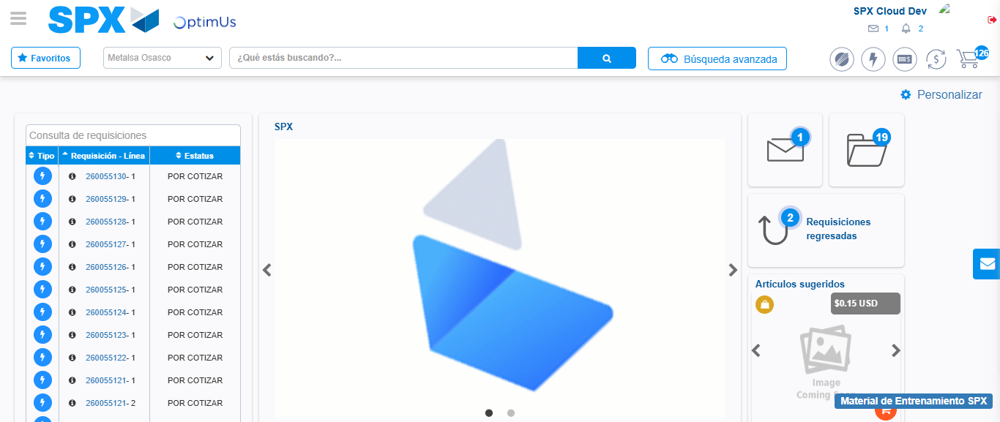 SPX
OptimUs
SPX Cloud Dev
1
2
Favoritos
Metalsa Osasco
¿Qué estás buscando?...
Búsqueda avanzada
126
Personalizar
Consulta de requisiciones
Tipo
Requisición - Línea
Estatus
260055130- 1
POR COTIZAR
260055129- 1
POR COTIZAR
260055128- 1
POR COTIZAR
260055127- 1
POR COTIZAR
260055126- 1
POR COTIZAR
260055125- 1
POR COTIZAR
260055124- 1
POR COTIZAR
260055123- 1
POR COTIZAR
260055122- 1
POR COTIZAR
260055121- 1
POR COTIZAR
260055121- 2
POR COTIZAR
SPX
1
19
2
Requisiciones
regresadas
Artículos sugeridos
$0.15 USD
Image
Coming
Material de Entrenamiento SPX